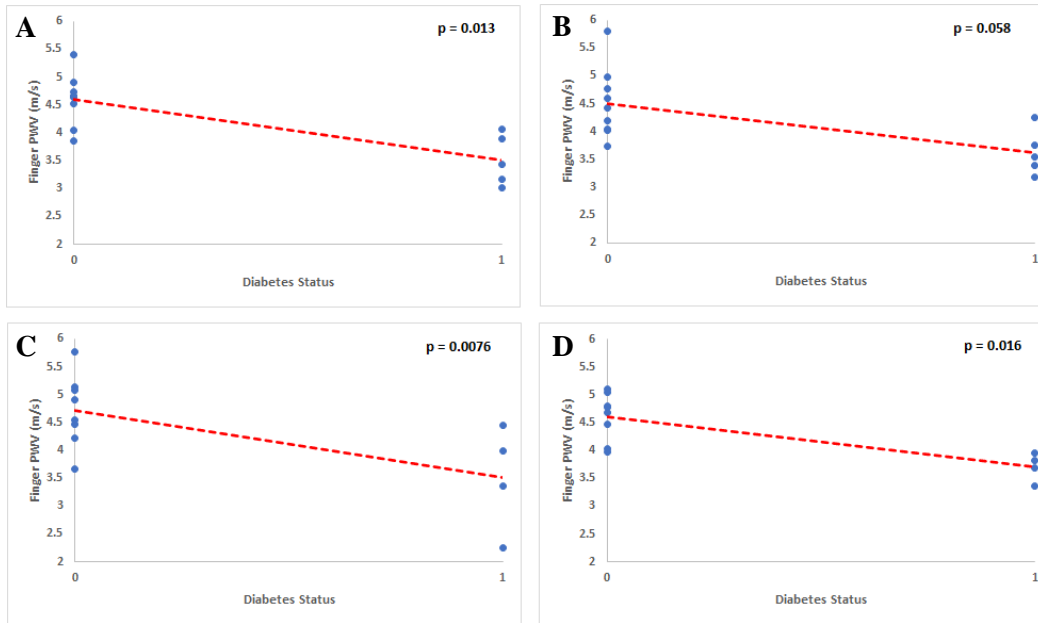 A
p = 0.013
Finger PWV (m/s)
6
5.5
5
4.5
4
3.5
3
2.5
2
0
1
Diabetes Status
B
p = 0.058
Finger PWV (m/s)
6
5.5
5
4.5
4
3.5
3
2.5
2
0
1
Diabetes Status
C
p = 0.0076
Finger PWV (m/s)
6
5.5
5
4.5
4
3.5
3
2.5
2
0
1
Diabetes Status
D
p = 0.016
Finger PWV (m/s)
6
5.5
5
4.5
4
3.5
3
2.5
2
0
1
Diabetes Status